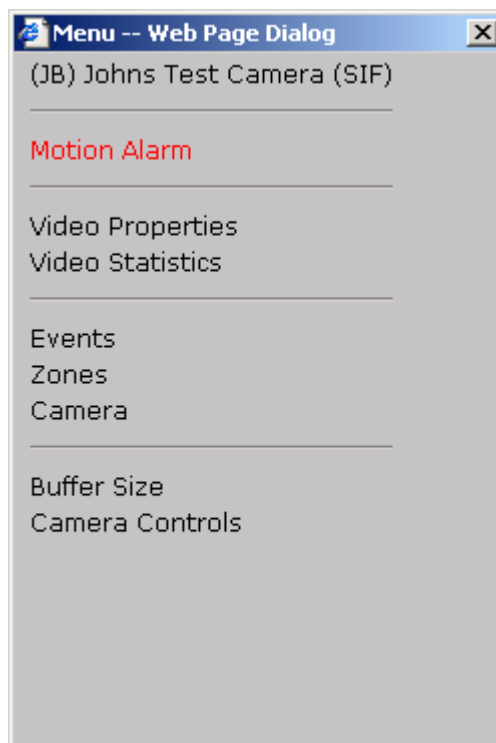 Menu -- Web Page Dialog
(JB) Johns Test Camera (SIF)
Motion Alarm
Video Properties
Video Statistics
Events
Zones
Camera
Buffer Size
Camera Controls